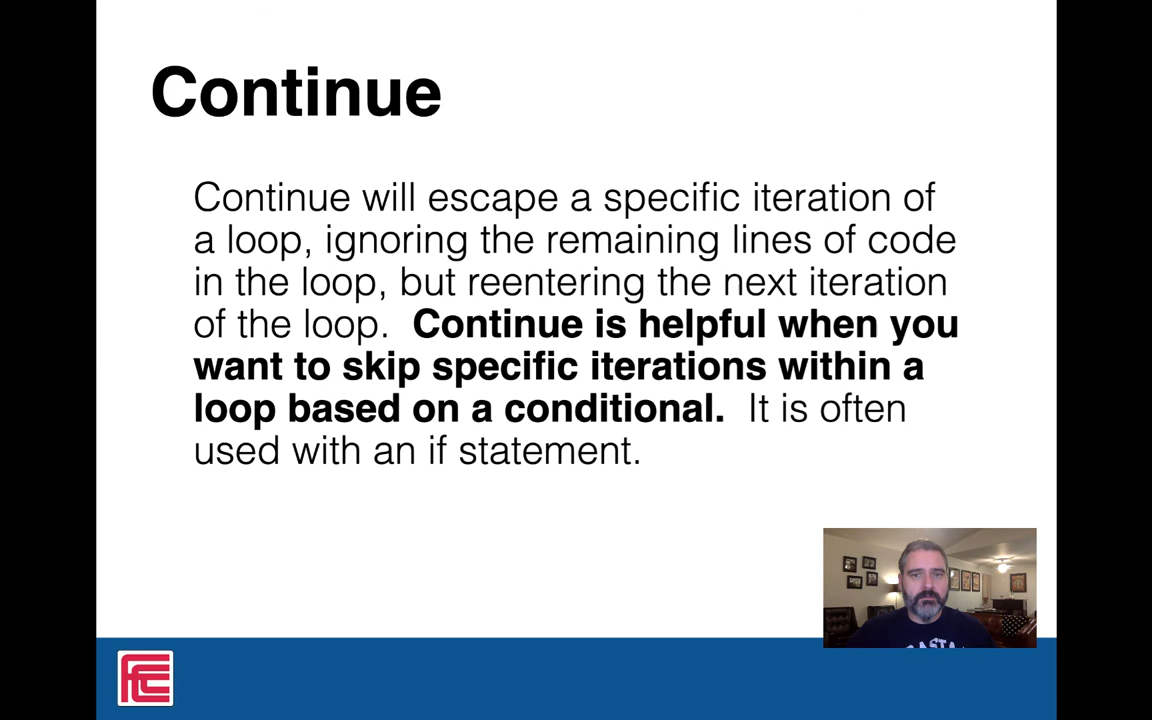 Continue
Continue will escape a specific iteration of
a loop, ignoring the remaining lines of code
in the loop, but reentering the next iteration
of the loop.  Continue is helpful when you
want to skip specific iterations within a
loop based on a conditional.  It is often
used with an if statement.